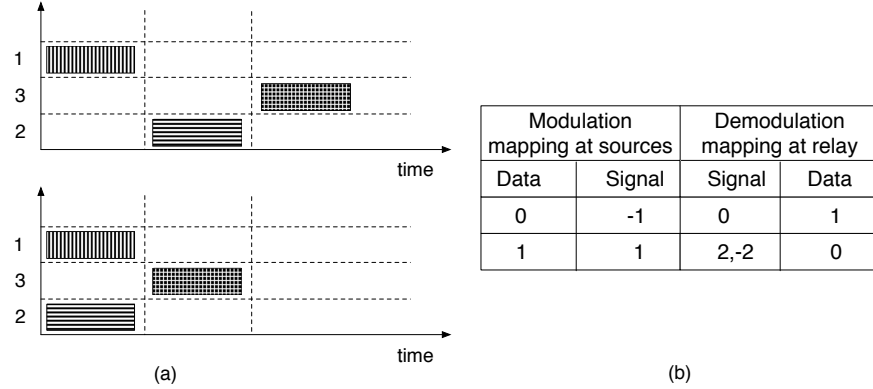 1
3
2
time
1
3
2
time
(a)
Modulation
mapping at sources
Demodulation
mapping at relay
Data Signal Signal Data
0 -1 0 1
1 1 2,-2 0
(b)